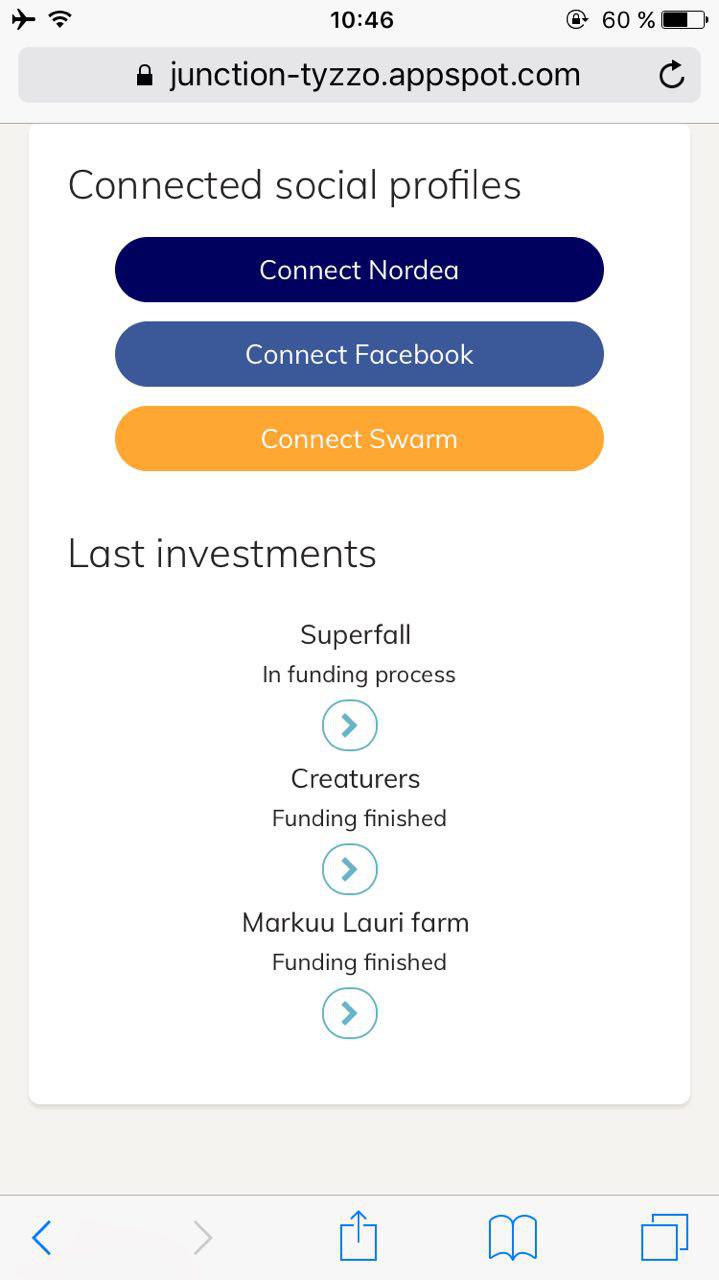 10:46
60 %
junction-tyzzo.appspot.com
Connected social profiles
Connect Nordea
Connect Facebook
Connect Swarm
Last investments
Superfall
In funding process
Creaturers
Funding finished
Markuu Lauri farm
Funding finished